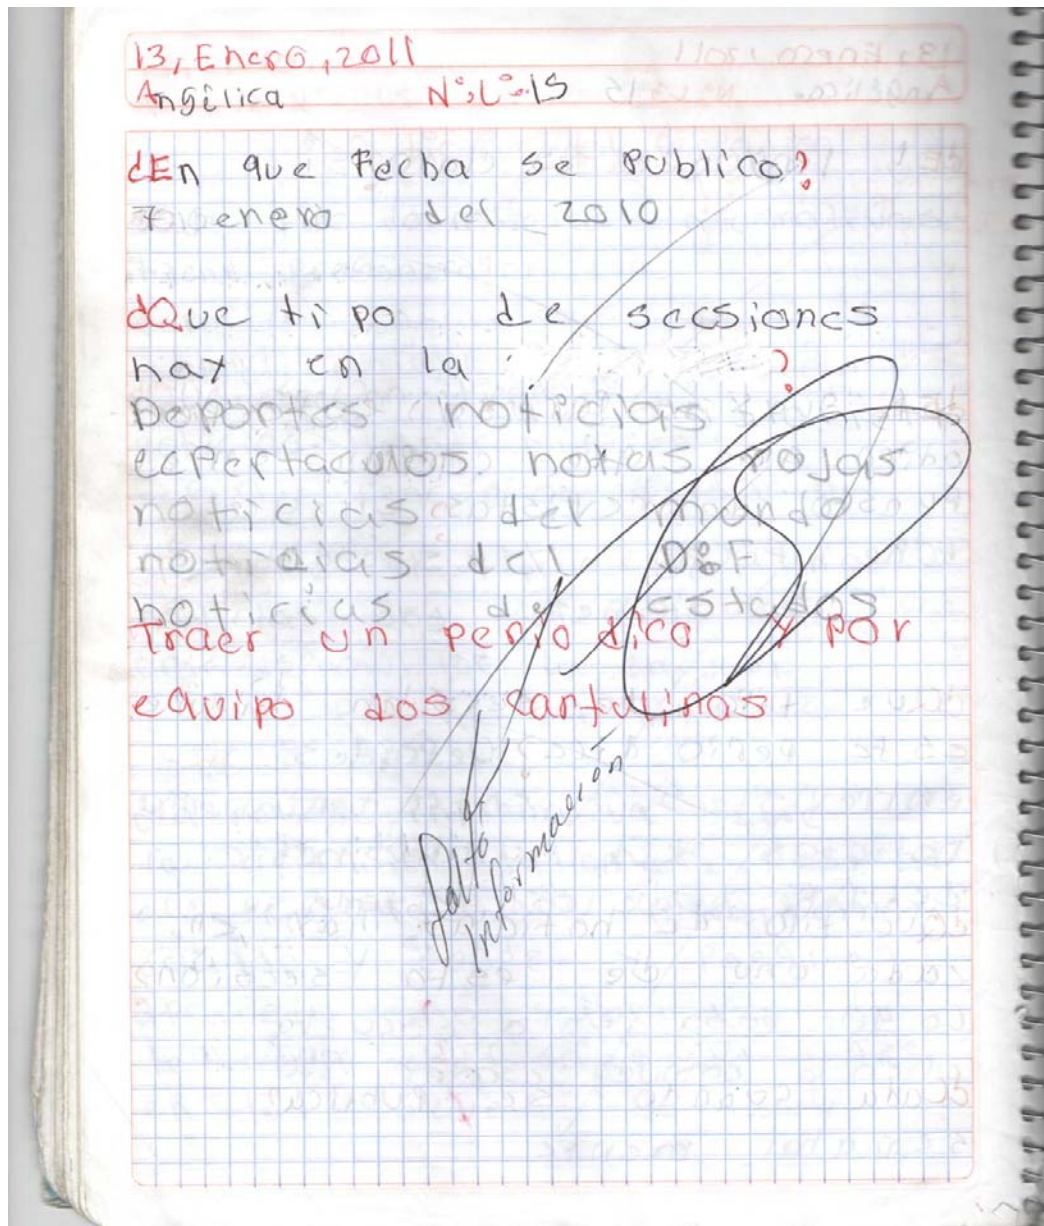 13, Enero, 2011
Angélica N°:L°:15
¿En que Fecha se publico?
7 enero del 2010
¿Que tipo de secsiones
hay en la ?
Deportes noticias
ecpertaculos notas rojas
noticias del mundo
noticias del D&F
noticias de estados
Traer un periodico y por
equipo dos cartulinas
falto
información